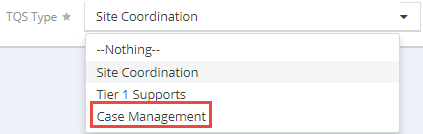 TQS Type ★ Site Coordination
--Nothing--
Site Coordination
Tier 1 Supports
Case Management